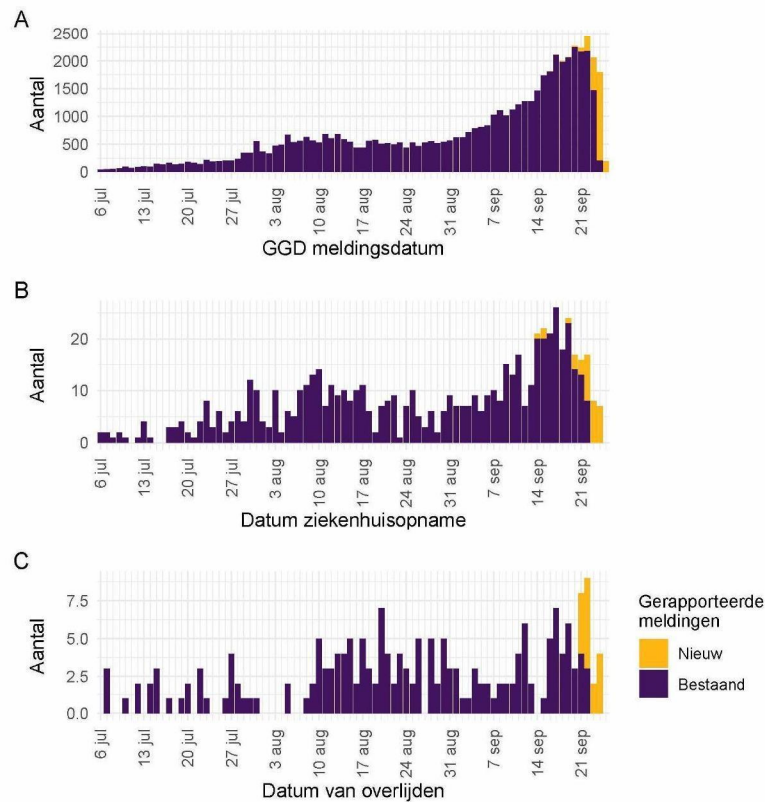 A
2500
2000
1500
1000
500
0
Aantal
6 jul
13 jul
20 jul
27 jul
3 aug
10 aug
17 aug
24 aug
31 aug
7 sep
14 sep
21 sep
GGD meldingsdatum
B
20
10
0
Aantal
6 jul
13 jul
20 jul
27 jul
3 aug
10 aug
17 aug
24 aug
31 aug
7 sep
14 sep
21 sep
Datum ziekenhuisopname
C
7.5
5.0
2.5
0.0
Aantal
6 jul
13 jul
20 jul
27 jul
3 aug
10 aug
17 aug
24 aug
31 aug
7 sep
14 sep
21 sep
Datum van overlijden
Gerapporteerde
meldingen
Nieuw
Bestaand